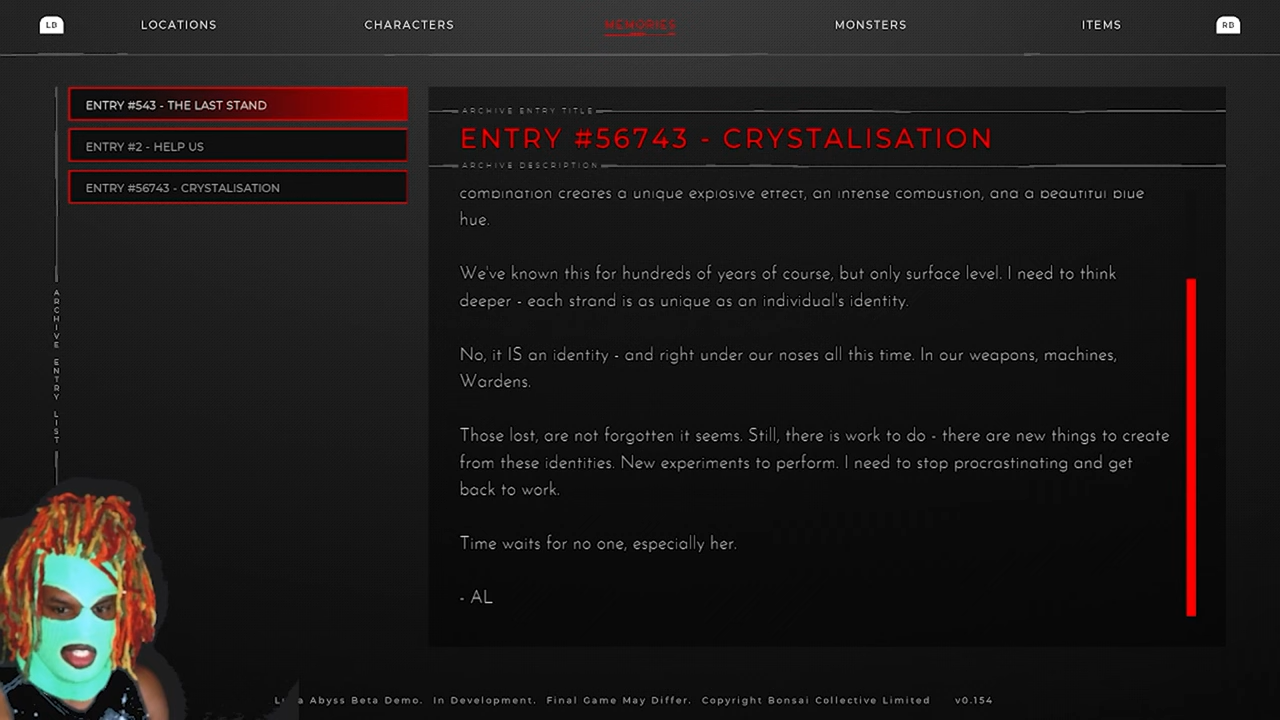 LB
LOCATIONS
CHARACTERS
MEMORIES
MONSTERS
ITEMS
RB
ENTRY #543 - THE LAST STAND
ENTRY #2 - HELP US
ENTRY #56743 - CRYSTALISATION
ARCHIVE ENTRY LIST
ARCHIVE ENTRY TITLE
ENTRY #56743 - CRYSTALISATION
ARCHIVE DESCRIPTION
combination creates a unique explosive effect, an intense combustion, and a beautiful blue
hue.
We've known this for hundreds of years of course, but only surface level. I need to think
deeper - each strand is as unique as an individual's identity.
No, it IS an identity - and right under our noses all this time. In our weapons, machines,
Wardens.
Those lost, are not forgotten it seems. Still, there is work to do - there are new things to create
from these identities. New experiments to perform. I need to stop procrastinating and get
back to work.
Time waits for no one, especially her.
- AL
Abyss Beta Demo. In Development. Final Game May Differ. Copyright Bonsai Collective Limited v0.154